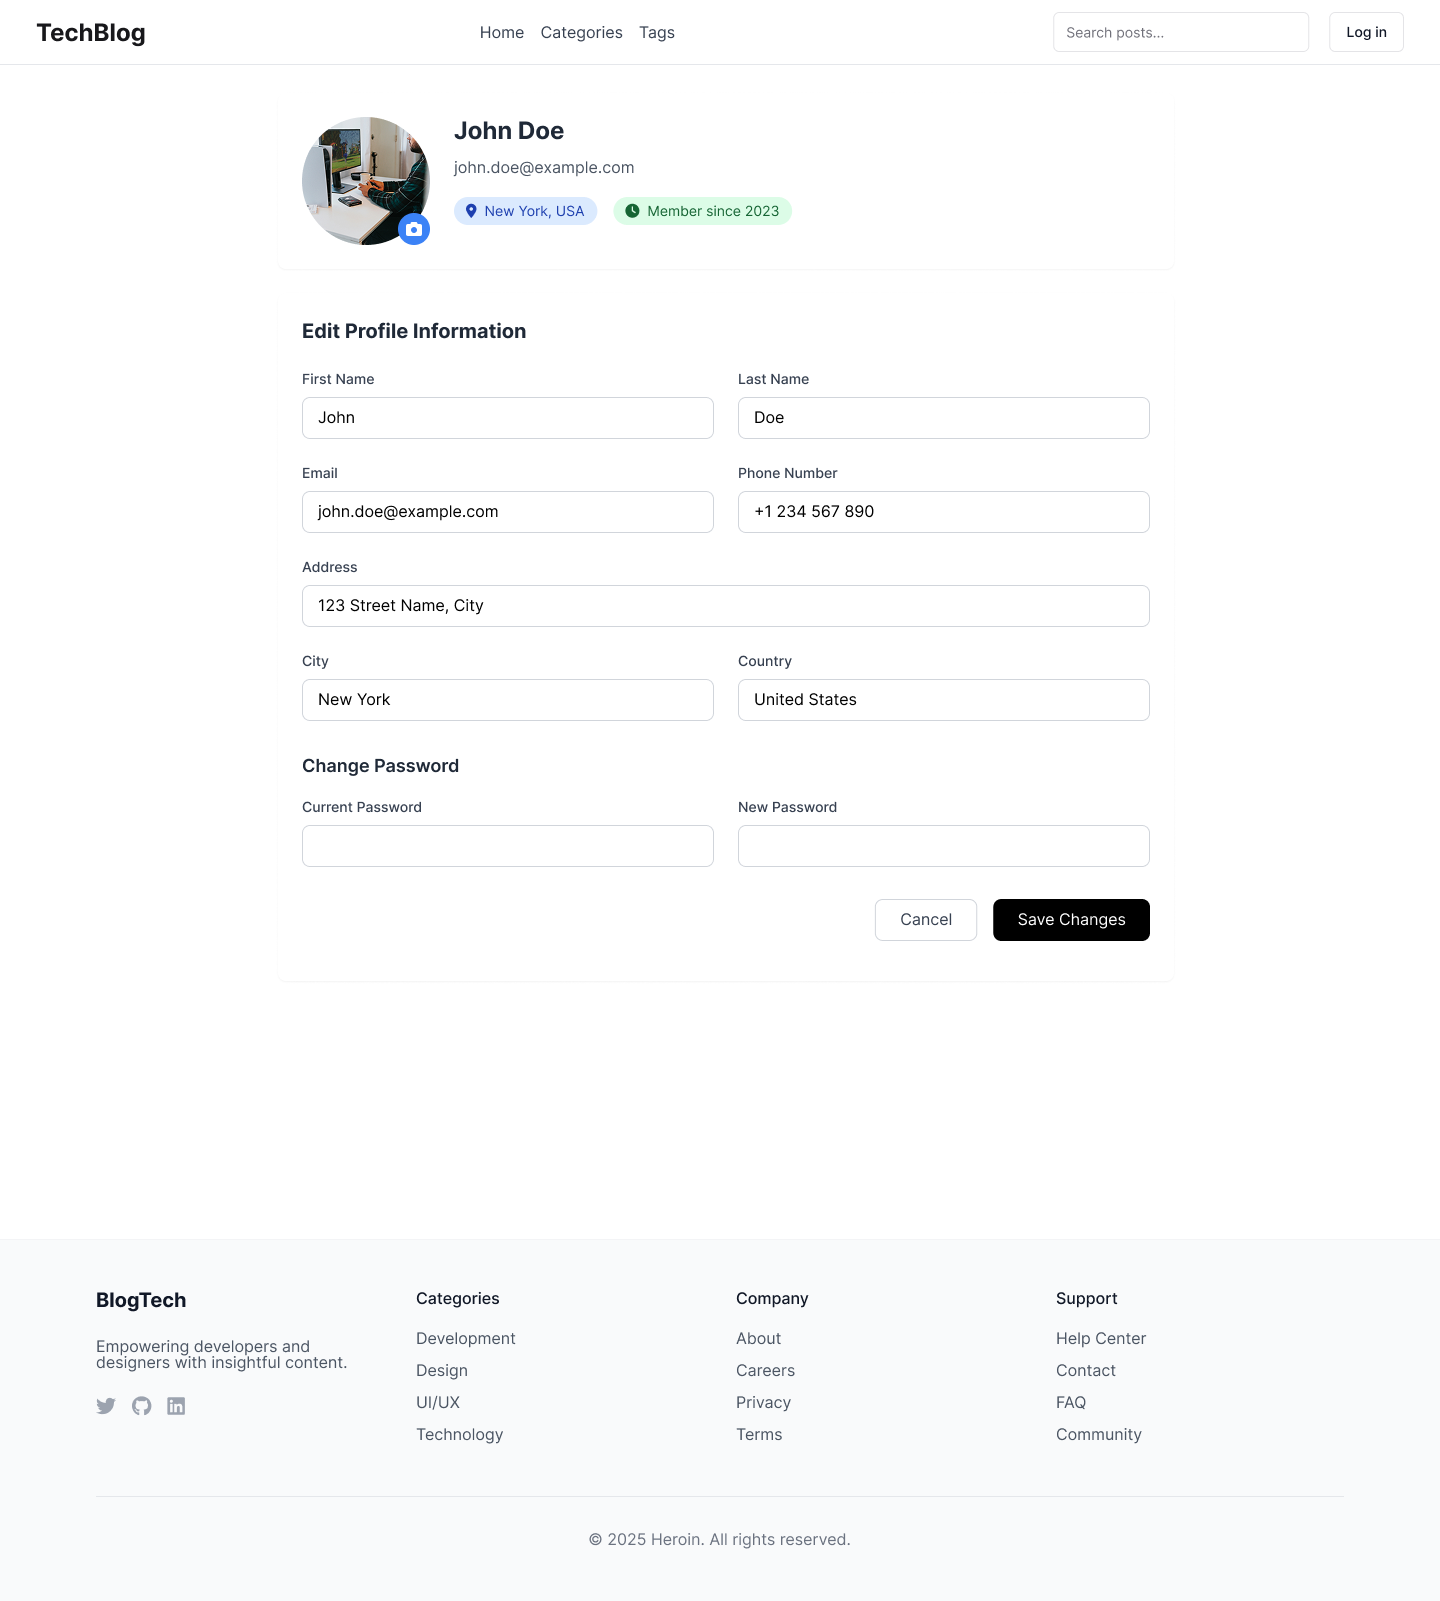 TechBlog
Home Categories Tags
Search posts...
Log in
John Doe
john.doe@example.com
New York, USA
Member since 2023
Edit Profile Information
First Name
Last Name
John
Doe
Email
Phone Number
john.doe@example.com
+1 234 567 890
Address
123 Street Name, City
City
Country
New York
United States
Change Password
Current Password
New Password
Cancel
Save Changes
BlogTech
Empowering developers and
designers with insightful content.
Categories
Development
Design
UI/UX
Technology
Company
About
Careers
Privacy
Terms
Support
Help Center
Contact
FAQ
Community
© 2025 Heroin. All rights reserved.